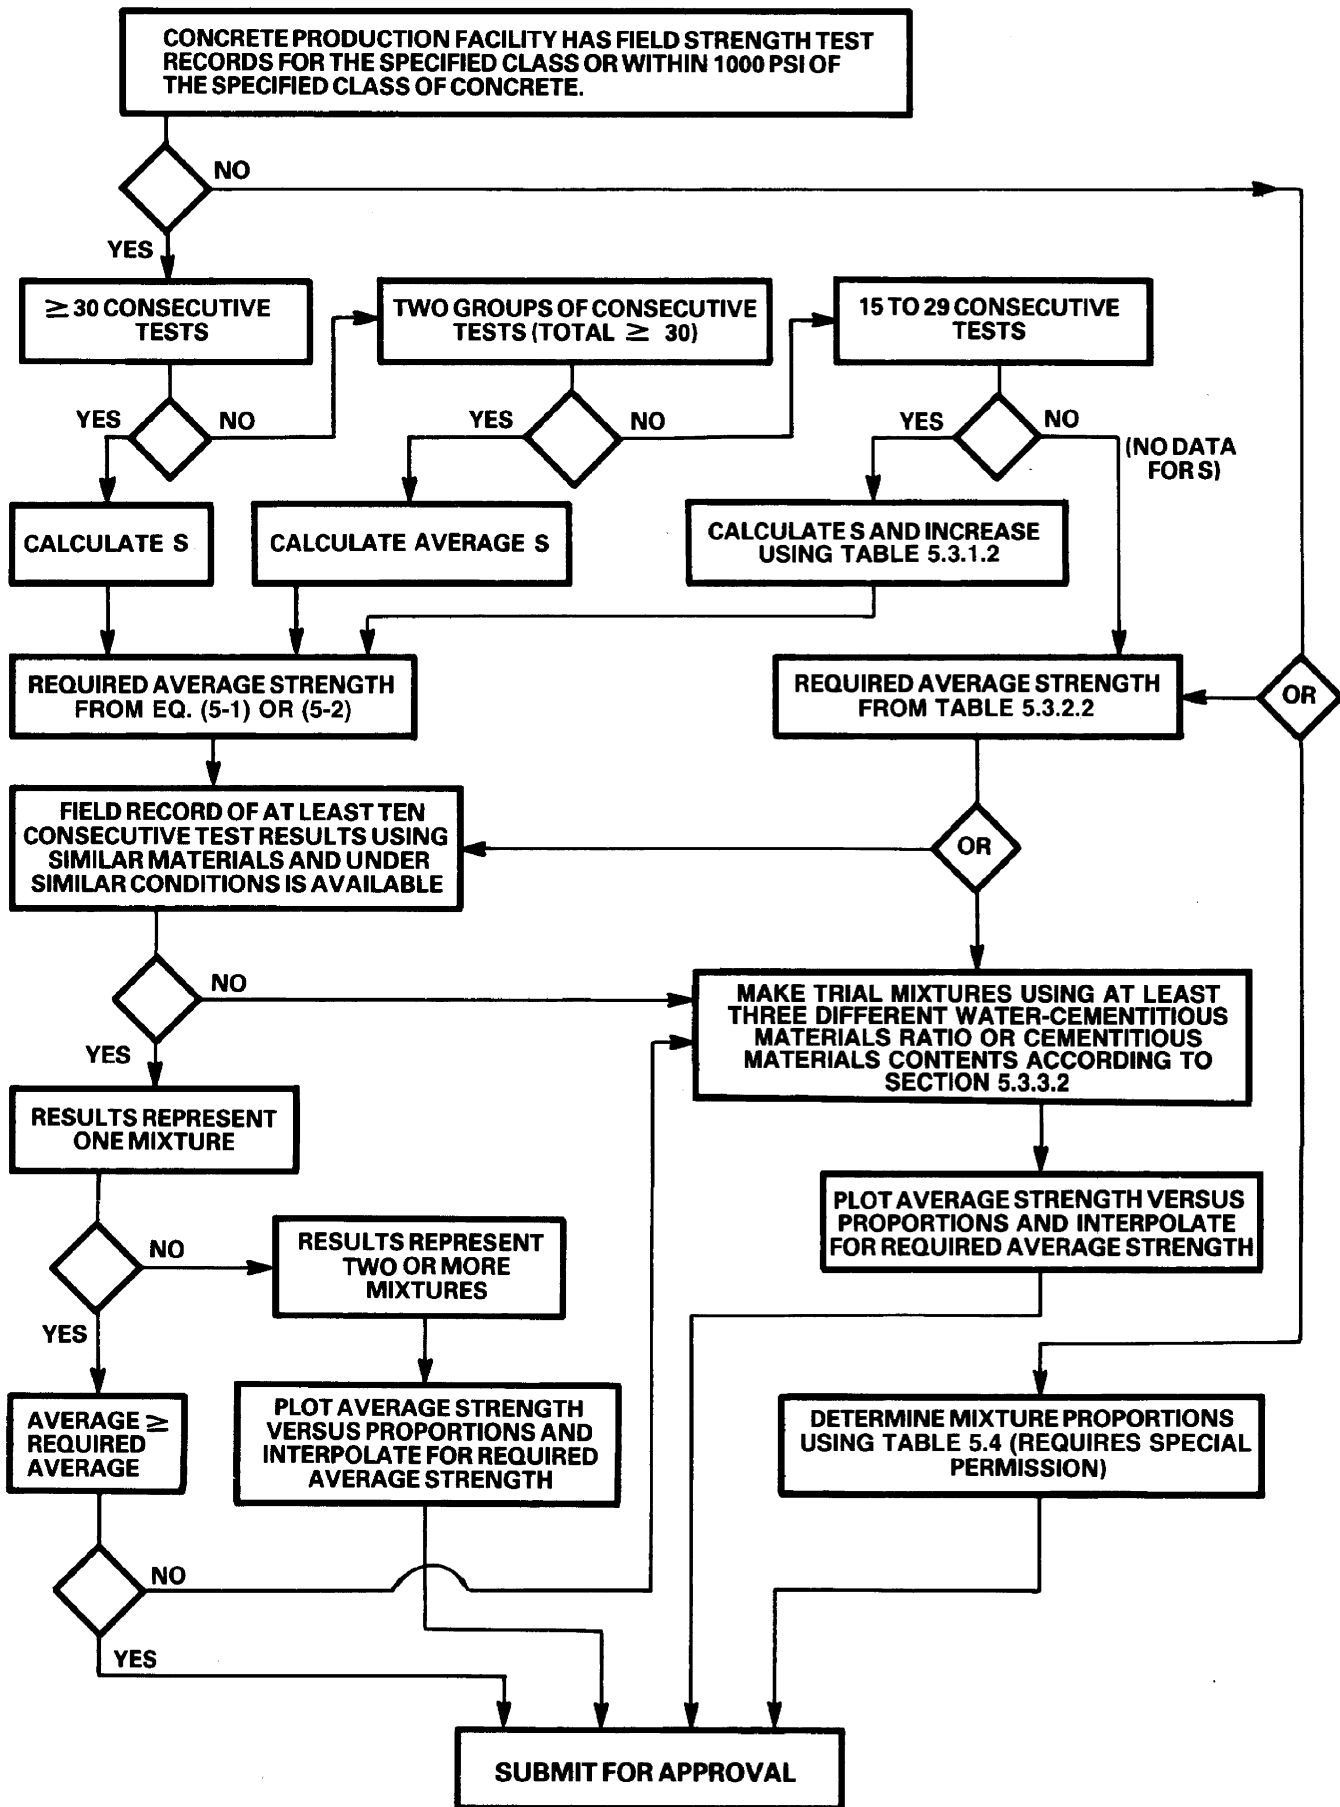 CONCRETE PRODUCTION FACILITY HAS FIELD STRENGTH TEST
RECORDS FOR THE SPECIFIED CLASS OR WITHIN 1000 PSI OF
THE SPECIFIED CLASS OF CONCRETE.
NO
YES
≥ 30 CONSECUTIVE
TESTS
TWO GROUPS OF CONSECUTIVE
TESTS (TOTAL ≥ 30)
15 TO 29 CONSECUTIVE
TESTS
YES
NO
YES
NO
YES
NO
(NO DATA
FOR S)
CALCULATE S
CALCULATE AVERAGE S
CALCULATE S AND INCREASE
USING TABLE 5.3.1.2
REQUIRED AVERAGE STRENGTH
FROM EQ. (5-1) OR (5-2)
REQUIRED AVERAGE STRENGTH
FROM TABLE 5.3.2.2
OR
FIELD RECORD OF AT LEAST TEN
CONSECUTIVE TEST RESULTS USING
SIMILAR MATERIALS AND UNDER
SIMILAR CONDITIONS IS AVAILABLE
OR
NO
YES
MAKE TRIAL MIXTURES USING AT LEAST
THREE DIFFERENT WATER-CEMENTITIOUS
MATERIALS RATIO OR CEMENTITIOUS
MATERIALS CONTENTS ACCORDING TO
SECTION 5.3.3.2
RESULTS REPRESENT
ONE MIXTURE
PLOT AVERAGE STRENGTH VERSUS
PROPORTIONS AND INTERPOLATE
FOR REQUIRED AVERAGE STRENGTH
NO
YES
RESULTS REPRESENT
TWO OR MORE
MIXTURES
AVERAGE ≥
REQUIRED
AVERAGE
PLOT AVERAGE STRENGTH
VERSUS PROPORTIONS AND
INTERPOLATE FOR REQUIRED
AVERAGE STRENGTH
DETERMINE MIXTURE PROPORTIONS
USING TABLE 5.4 (REQUIRES SPECIAL
PERMISSION)
NO
YES
SUBMIT FOR APPROVAL